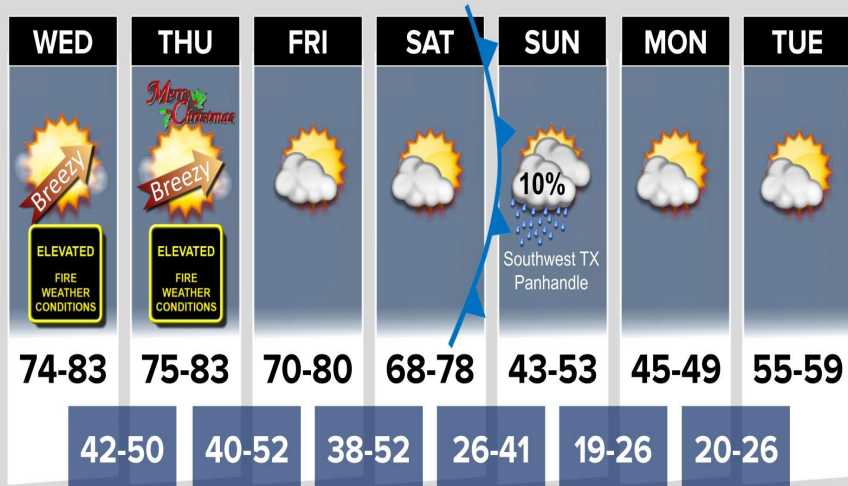 WED
THU
FRI
SAT
SUN
MON
TUE
Merry
Christmas
Breezy
Breezy
10%
ELEVATED
FIRE
WEATHER
CONDITIONS
ELEVATED
FIRE
WEATHER
CONDITIONS
Southwest TX
Panhandle
74-83
75-83
70-80
68-78
43-53
45-49
55-59
42-50
40-52
38-52
26-41
19-26
20-26